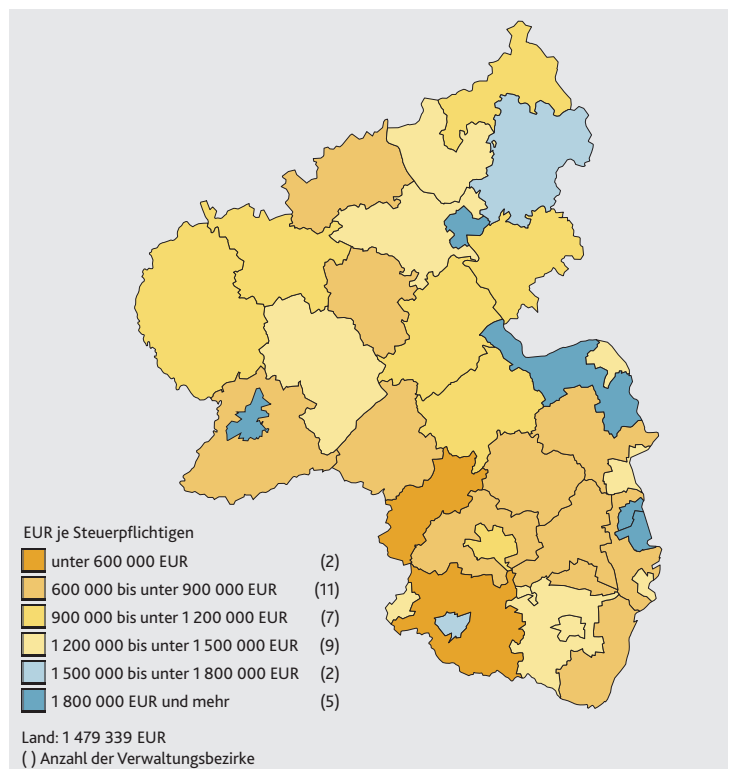 EUR je Steuerpflichtigen
unter 600 000 EUR (2)
600 000 bis unter 900 000 EUR (11)
900 000 bis unter 1 200 000 EUR (7)
1 200 000 bis unter 1 500 000 EUR (9)
1 500 000 bis unter 1 800 000 EUR (2)
1 800 000 EUR und mehr (5)
Land: 1 479 339 EUR
( ) Anzahl der Verwaltungsbezirke